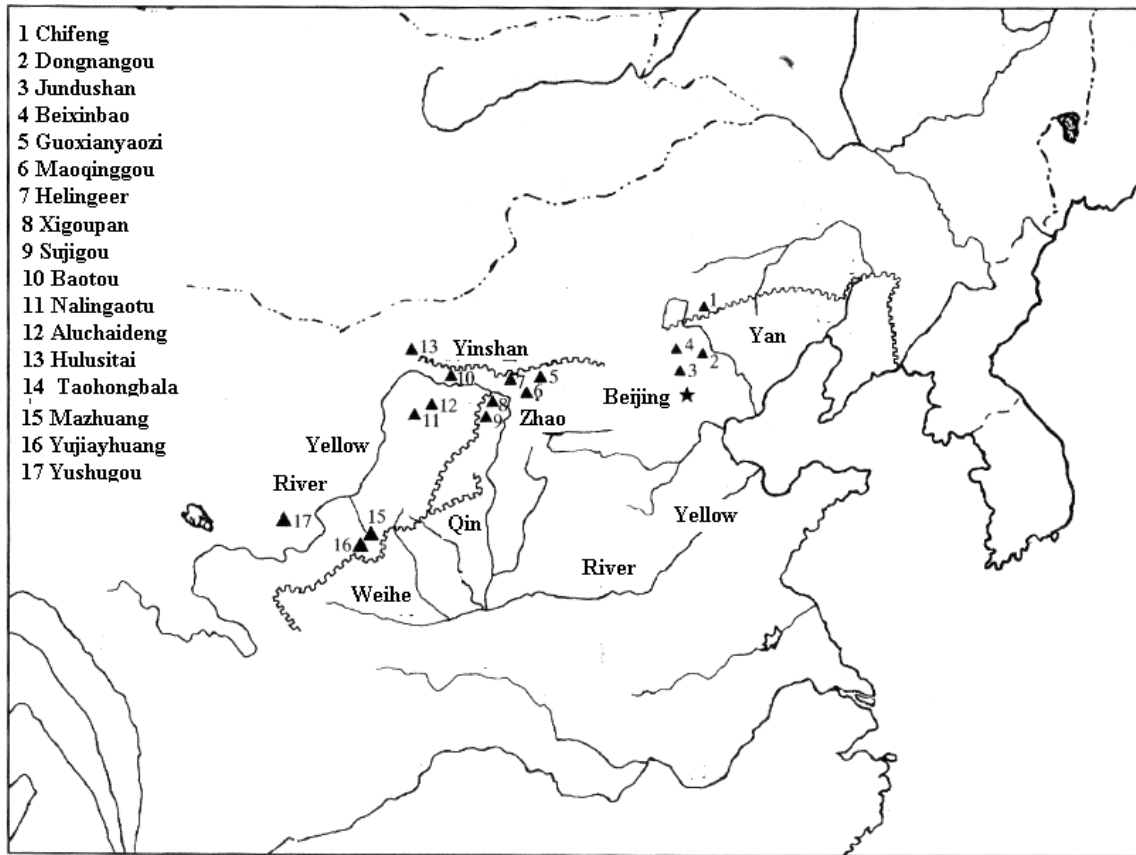 1 Chifeng
2 Dongnangou
3 Jundushan
4 Beixinbao
5 Guoxianyaozi
6 Maoqinggou
7 Helingeer
8 Xigoupan
9 Sujigou
10 Baotou
11 Nalingaotu
12 Aluchaideng
13 Hulusitai
14 Taohongbala
15 Mazhuang
16 Yujiayhuang
17 Yushugou
1
Yan
4
2
3
Beijing
13
Yinshan
10
7
5
6
12
11
8
9
Zhao
Yellow
River
17
15
16
Qin
Yellow
River
Weihe